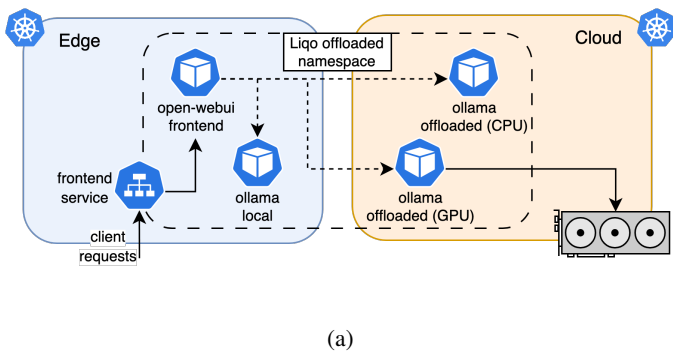 Edge
Liqo offloaded
namespace
Cloud
open-webui
frontend
ollama
offloaded (CPU)
frontend
service
ollama
local
ollama
offloaded (GPU)
client
requests
(a)